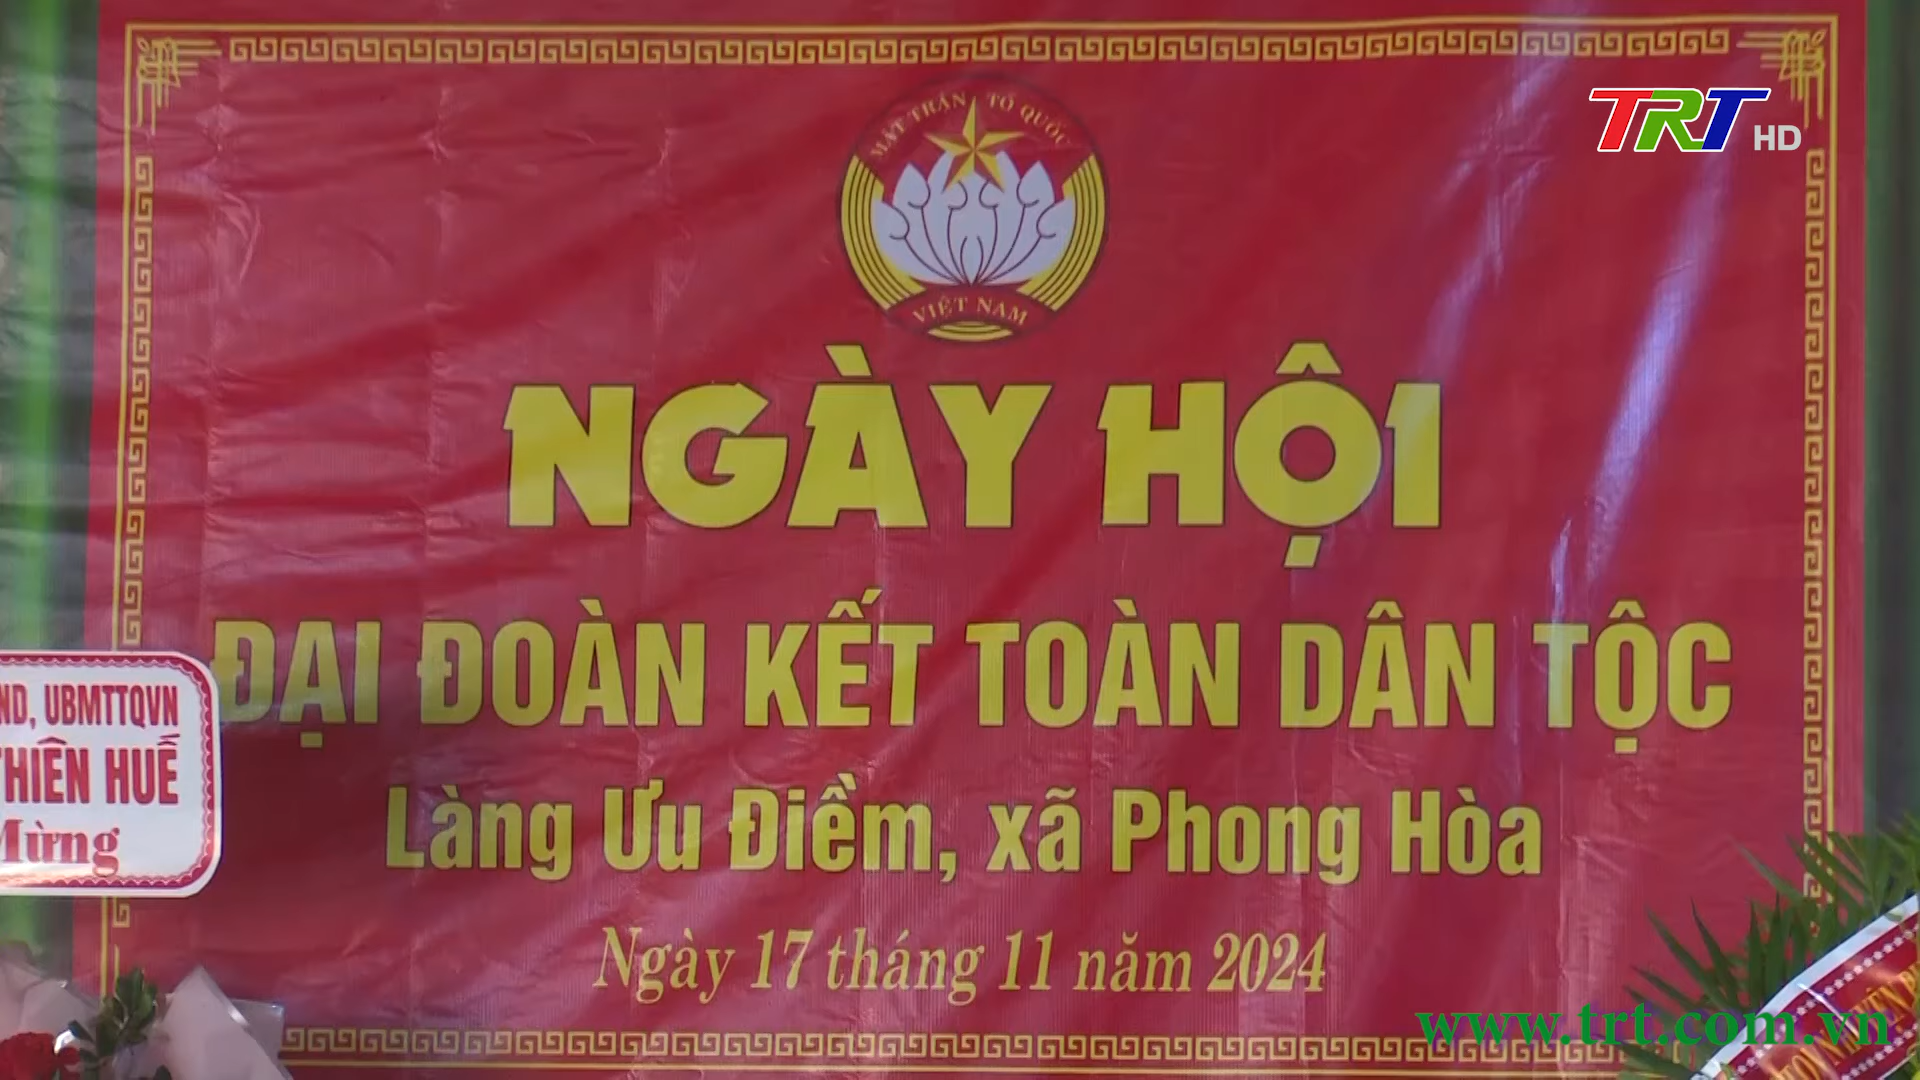 TRT HD
MẶT TRẬN TỔ QUỐC
VIỆT NAM
NGÀY HỘI
ĐẠI ĐOÀN KẾT TOÀN DÂN TỘC
Làng Ưu Điềm, xã Phong Hòa
Ngày 17 tháng 11 năm 2024
ND, UBMTTQVN
THIÊN HUẾ
Mừng
www.trt.com.vn